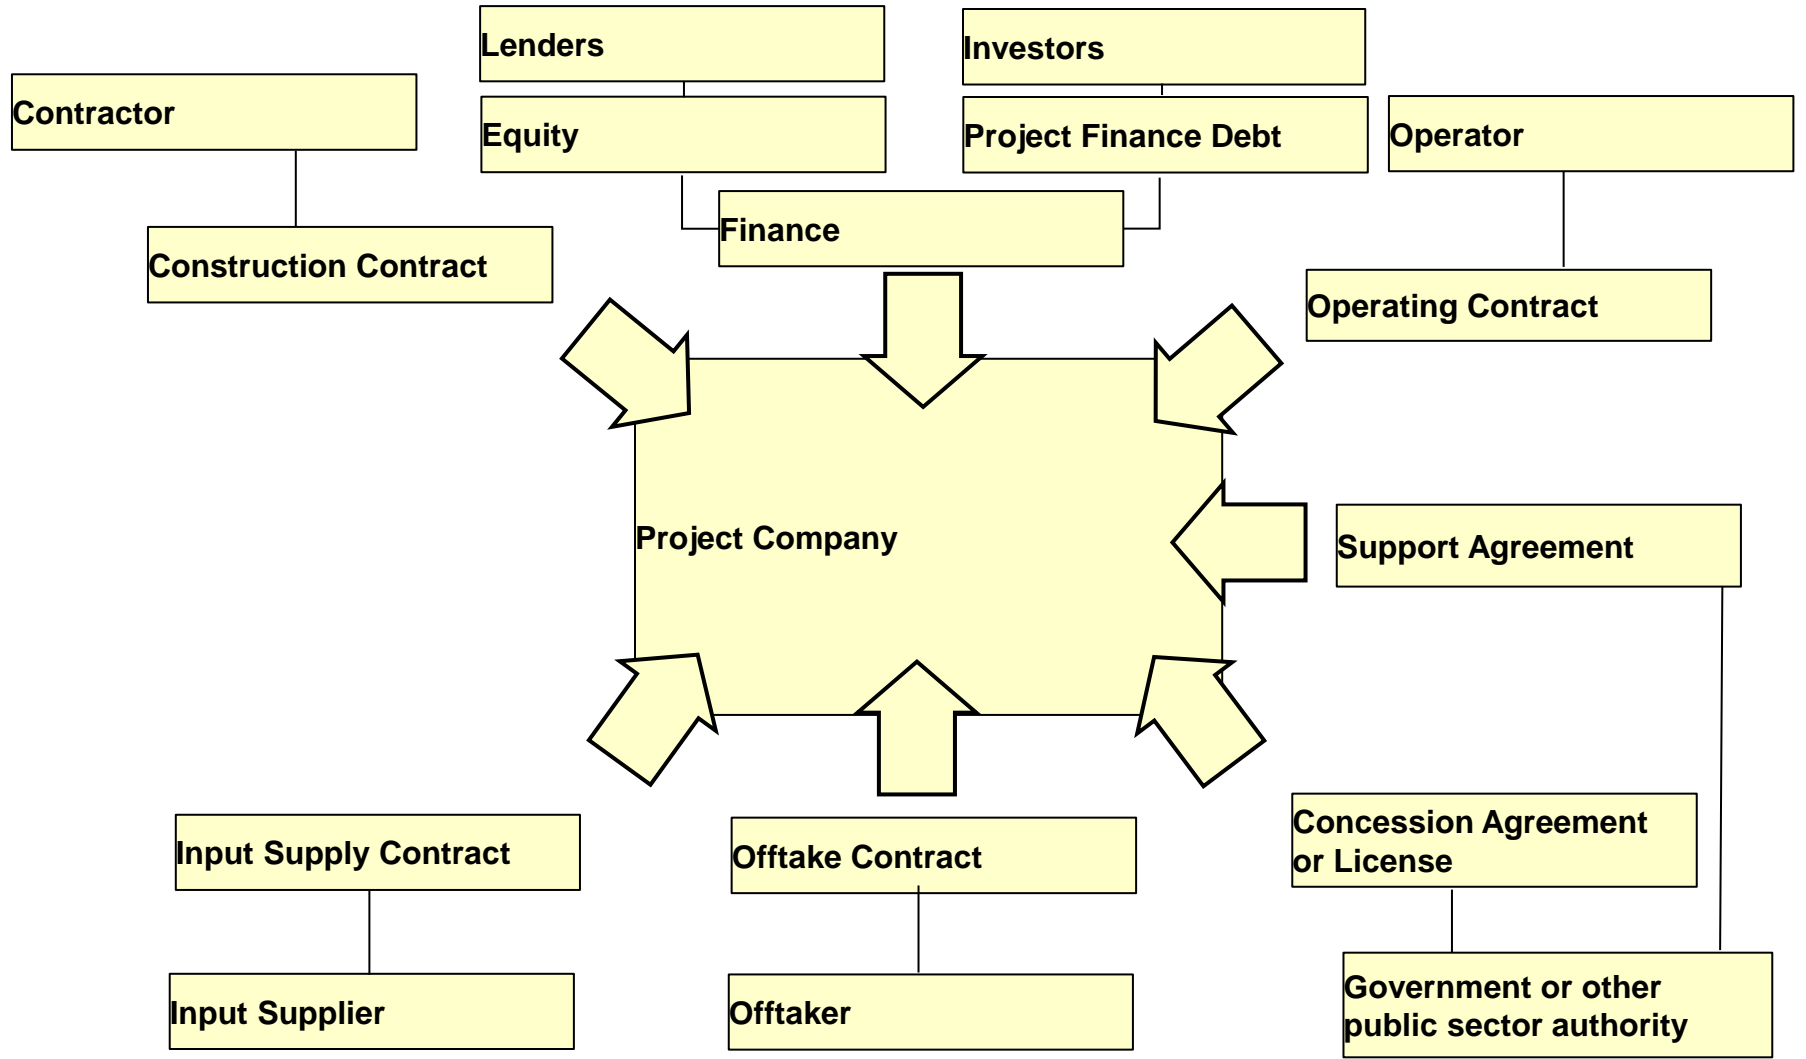 Lenders
Investors
Contractor
Equity
Project Finance Debt
Operator
Finance
Construction Contract
Operating Contract
Project Company
Support Agreement
Input Supply Contract
Offtake Contract
Concession Agreement
or License
Input Supplier
Offtaker
Government or other
public sector authority